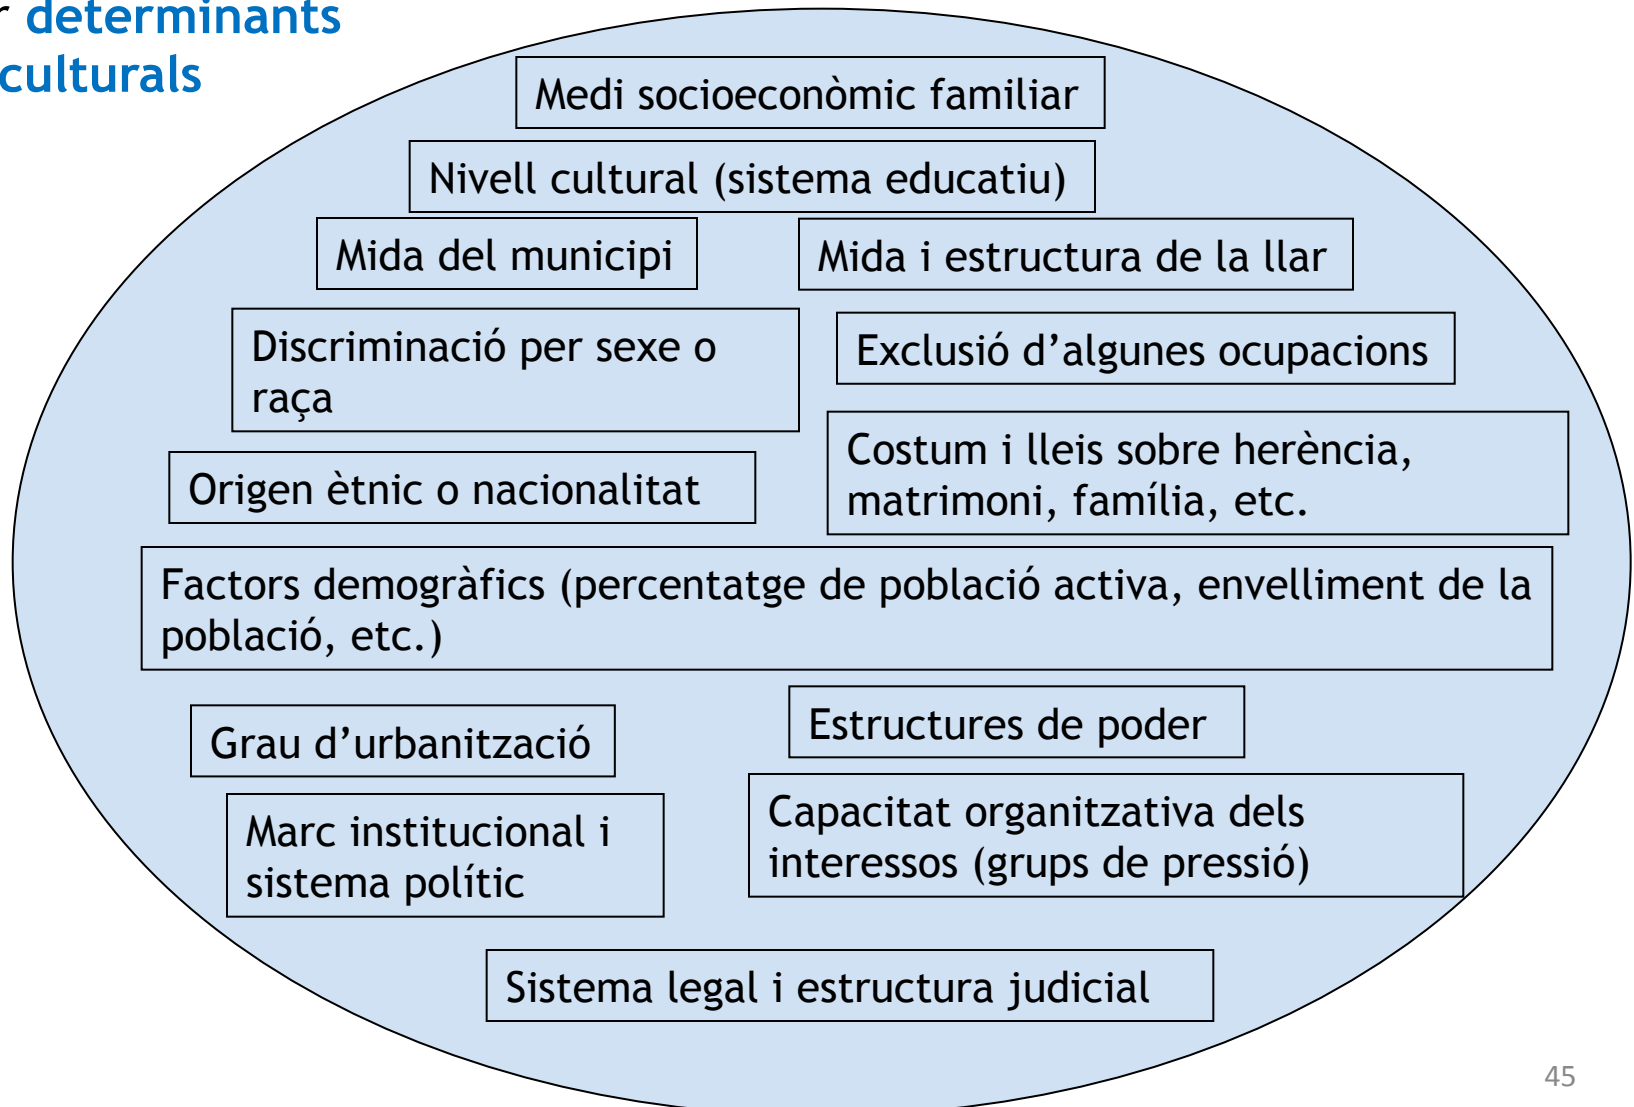 r determinants
culturals
Medi socioeconòmic familiar
Nivell cultural (sistema educatiu)
Mida del municipi
Mida i estructura de la llar
Discriminació per sexe o
raça
Exclusió d’algunes ocupacions
Origen ètnic o nacionalitat
Costum i lleis sobre herència,
matrimoni, família, etc.
Factors demogràfics (percentatge de població activa, envelliment de la
població, etc.)
Grau d’urbanització
Estructures de poder
Marc institucional i
sistema polític
Capacitat organitzativa dels
interessos (grups de pressió)
Sistema legal i estructura judicial
45